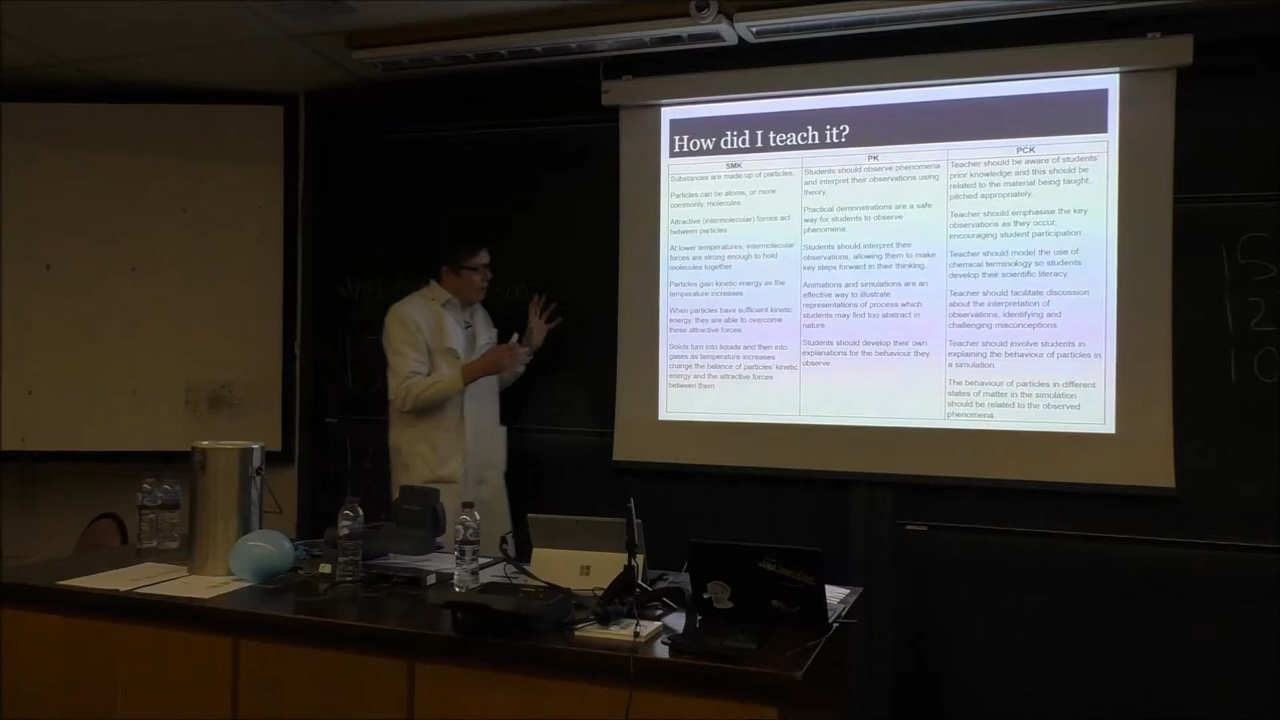 How did I teach it?
SMK
Substances are made up of particles.
Particles can be atoms, or more
commonly, molecules.
Attractive (intermolecular) forces act
between particles.
At lower temperatures, intermolecular
forces are strong enough to hold
molecules together
Particles gain kinetic energy as the
temperature increases.
When particles have sufficient kinetic
energy, they are able to overcome
these attractive forces
Solids turn into liquids and then into
gases as temperature increases
change the balance of particles' kinetic
energy and the attractive forces
between them
PK
Students should observe phenomena
and interpret their observations using
theory.
Practical demonstrations are a safe
way for students to observe
phenomena.
Students should interpret their
observations, allowing them to make
key steps forward in their thinking.
Animations and simulations are an
effective way to illustrate
representations of process which
students may find too abstract in
nature.
Students should develop their own
explanations for the behaviour they
observe.
PCK
Teacher should be aware of students'
prior knowledge and this should be
related to the material being taught,
pitched appropriately.
Teacher should emphasise the key
observations as they occur,
encouraging student participation
Teacher should model the use of
chemical terminology so students
develop their scientific literacy
Teacher should facilitate discussion
about the interpretation of
observations, identifying and
challenging misconceptions.
Teacher should involve students in
explaining the behaviour of particles in
a simulation.
The behaviour of particles in different
states of matter in the simulation
should be related to the observed
phenomena.
15
12
10